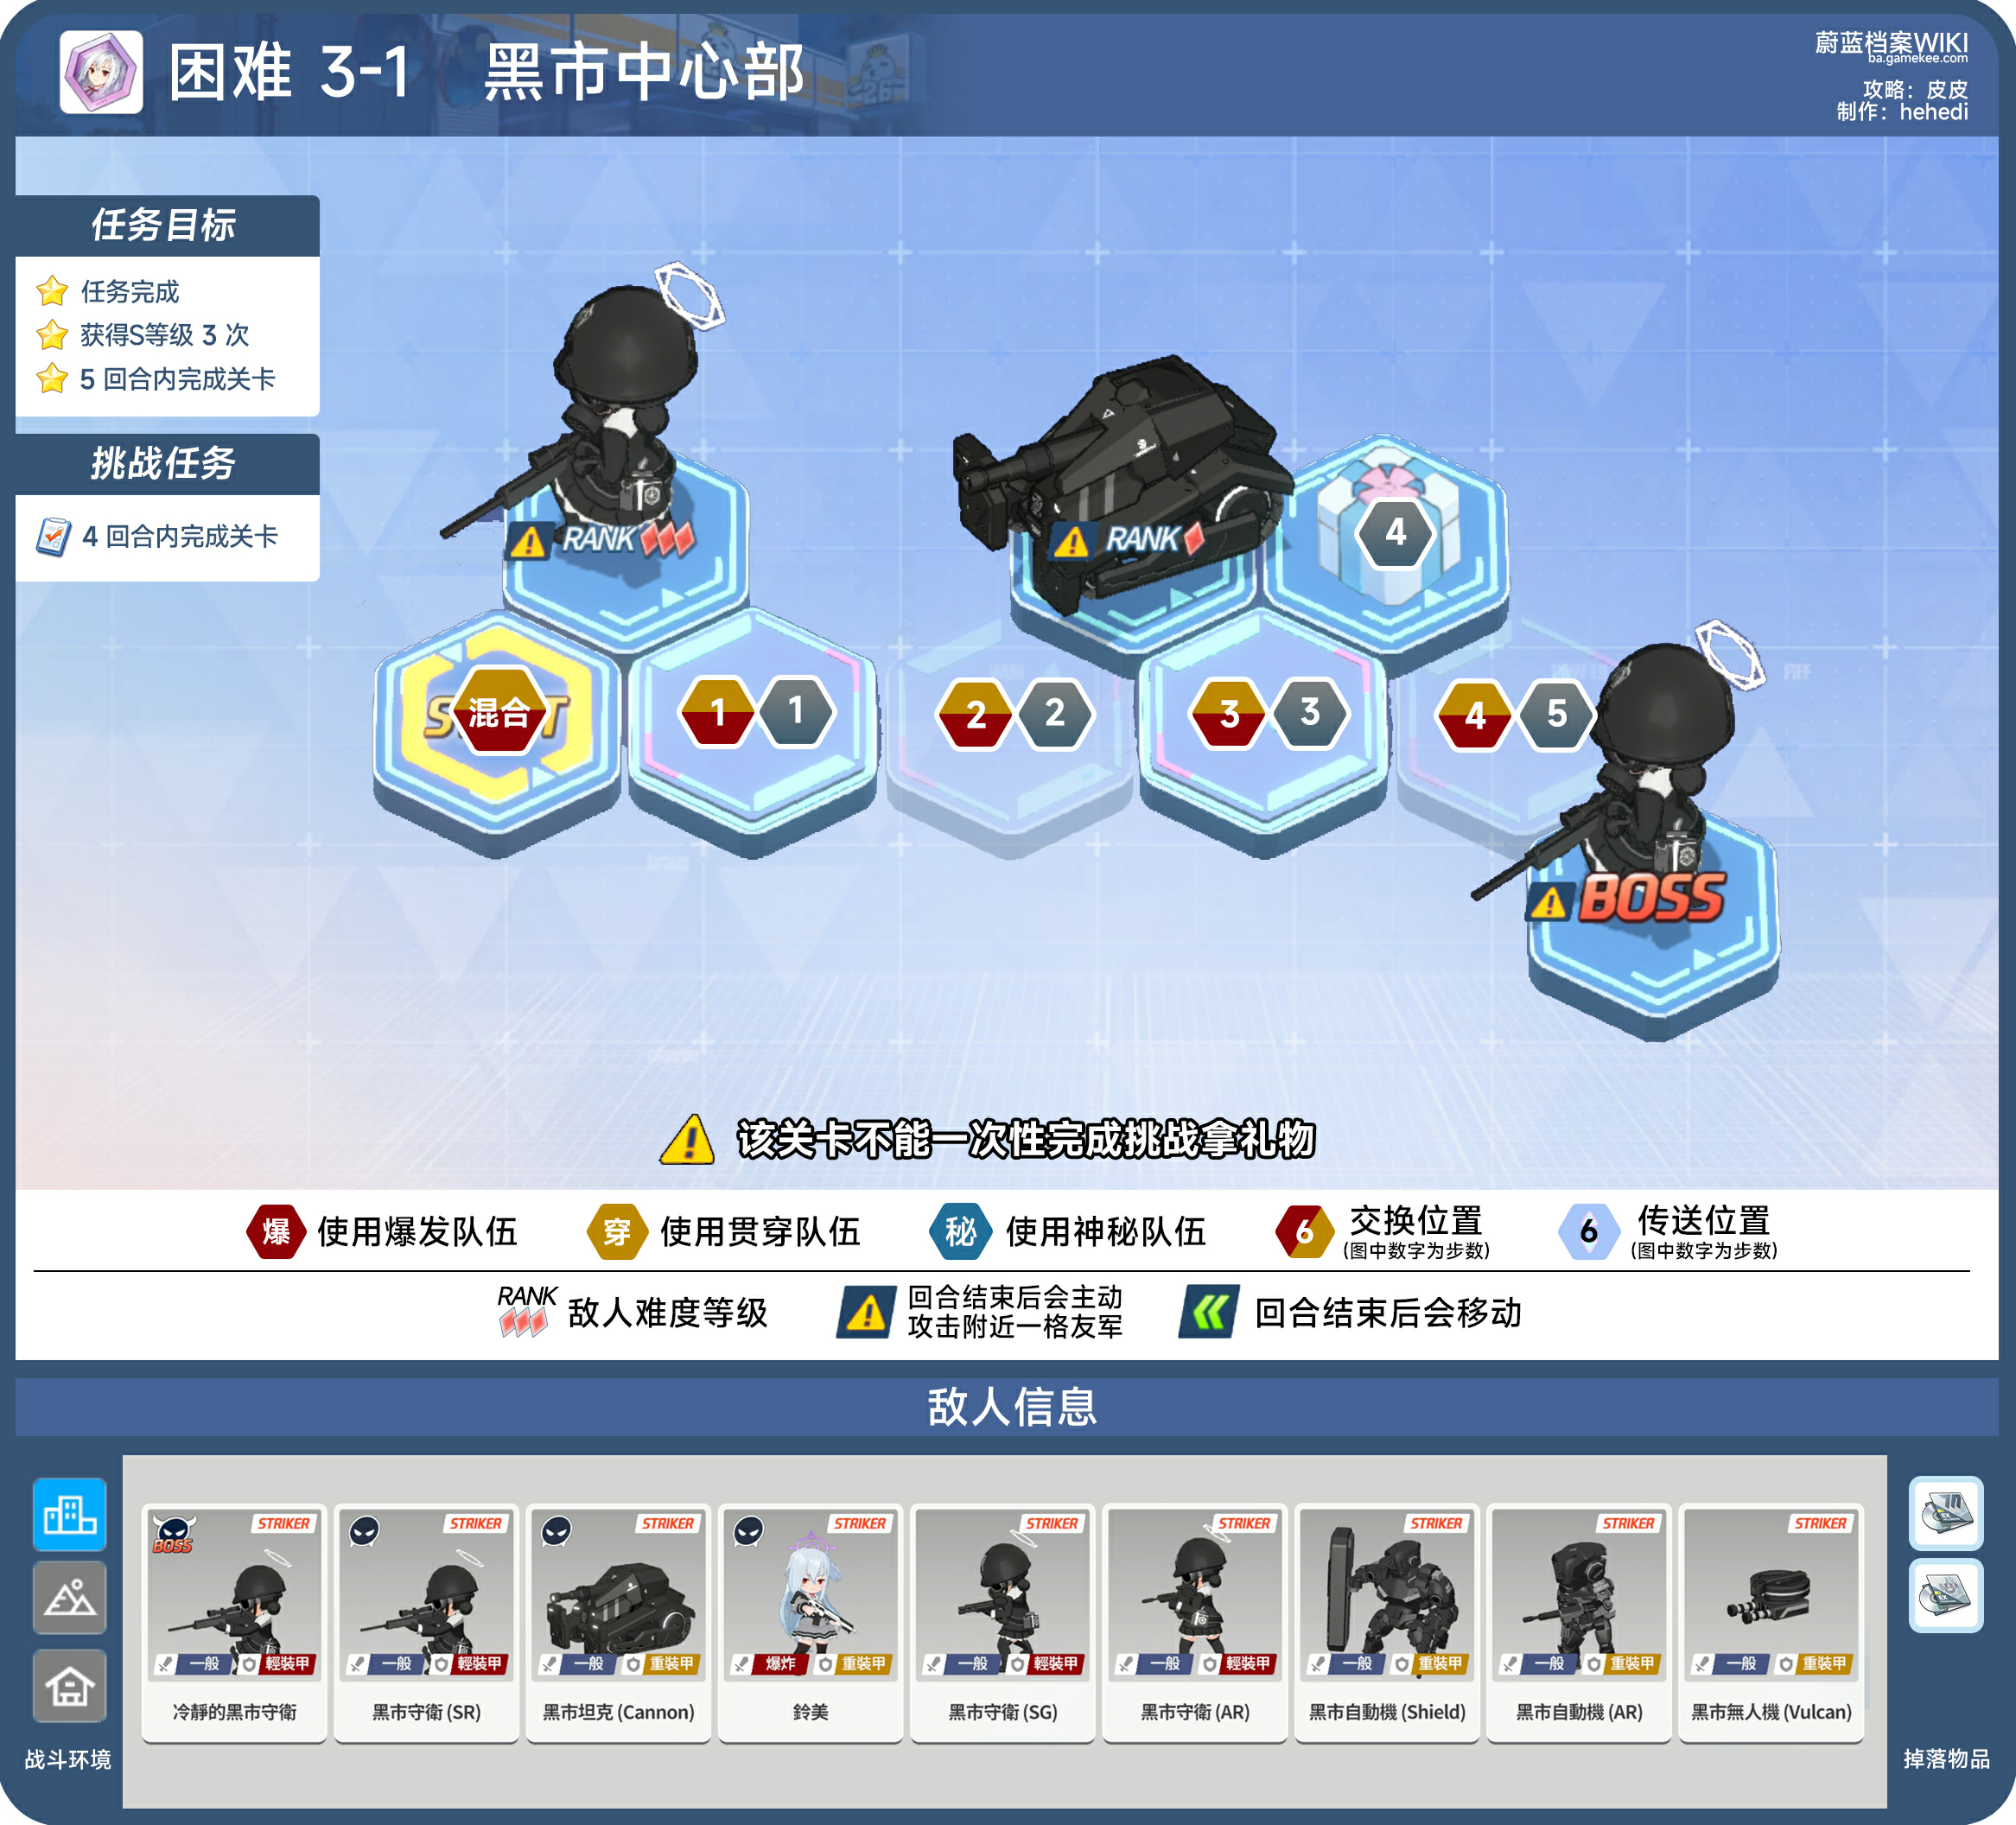 困难 3-1 黑市中心部
蔚蓝档案WIKI
ba.gamekee.com
攻略：皮皮
制作：hehedi
任务目标
任务完成
获得S等级 3 次
5 回合内完成关卡
挑战任务
4 回合内完成关卡
RANK
RANK
4
混合
1 1
2 2
3 3
4 5
BOSS
该关卡不能一次性完成挑战拿礼物
爆 使用爆发队伍
穿 使用贯穿队伍
秘 使用神秘队伍
6 交换位置
(图中数字为步数)
6 传送位置
(图中数字为步数)
RANK 敌人难度等级
回合结束后会主动
攻击附近一格友军
回合结束后会移动
敌人信息
BOSS STRIKER
一般 輕裝甲
冷靜的黑市守衛
STRIKER
一般 輕裝甲
黑市守衛 (SR)
STRIKER
一般 重裝甲
黑市坦克 (Cannon)
STRIKER
爆炸 重裝甲
鈴美
STRIKER
一般 輕裝甲
黑市守衛 (SG)
STRIKER
一般 輕裝甲
黑市守衛 (AR)
STRIKER
一般 重裝甲
黑市自動機 (Shield)
STRIKER
一般 重裝甲
黑市自動機 (AR)
STRIKER
一般 重裝甲
黑市無人機 (Vulcan)
战斗环境
掉落物品